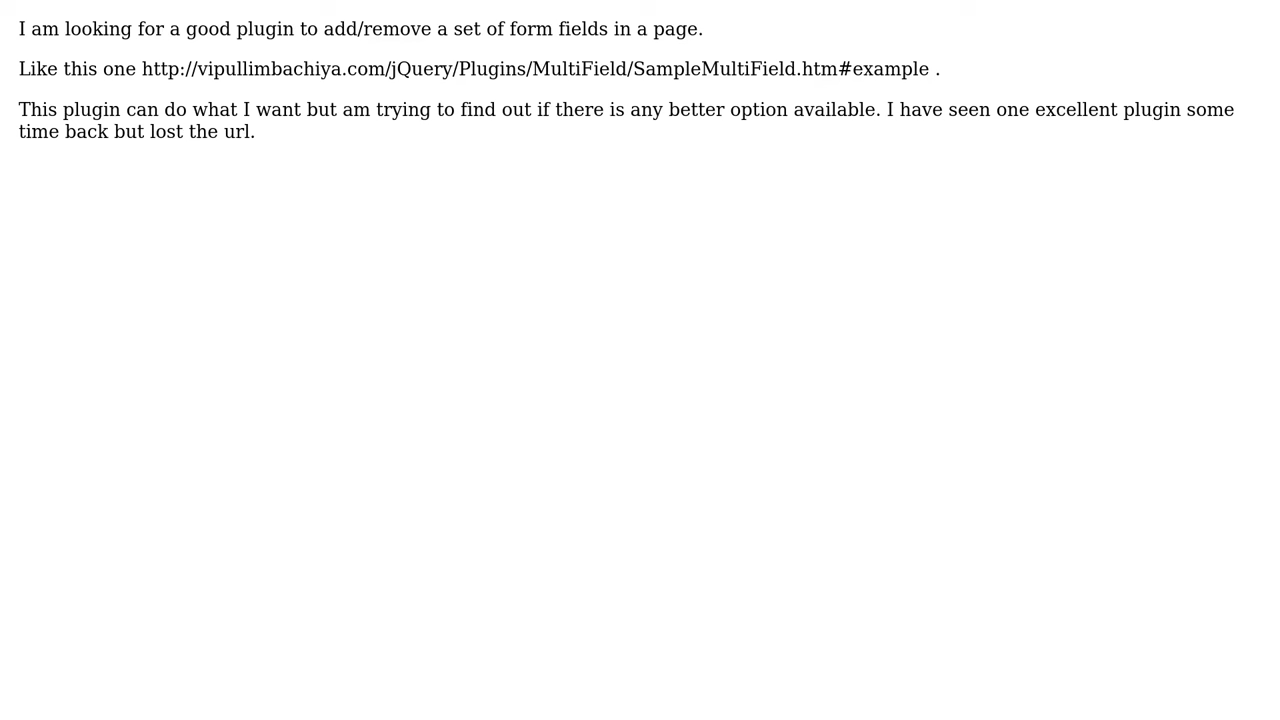 I am looking for a good plugin to add/remove a set of form fields in a page.
Like this one http://vipullimbachiya.com/jQuery/Plugins/MultiField/SampleMultiField.htm#example .
This plugin can do what I want but am trying to find out if there is any better option available. I have seen one excellent plugin some
time back but lost the url.